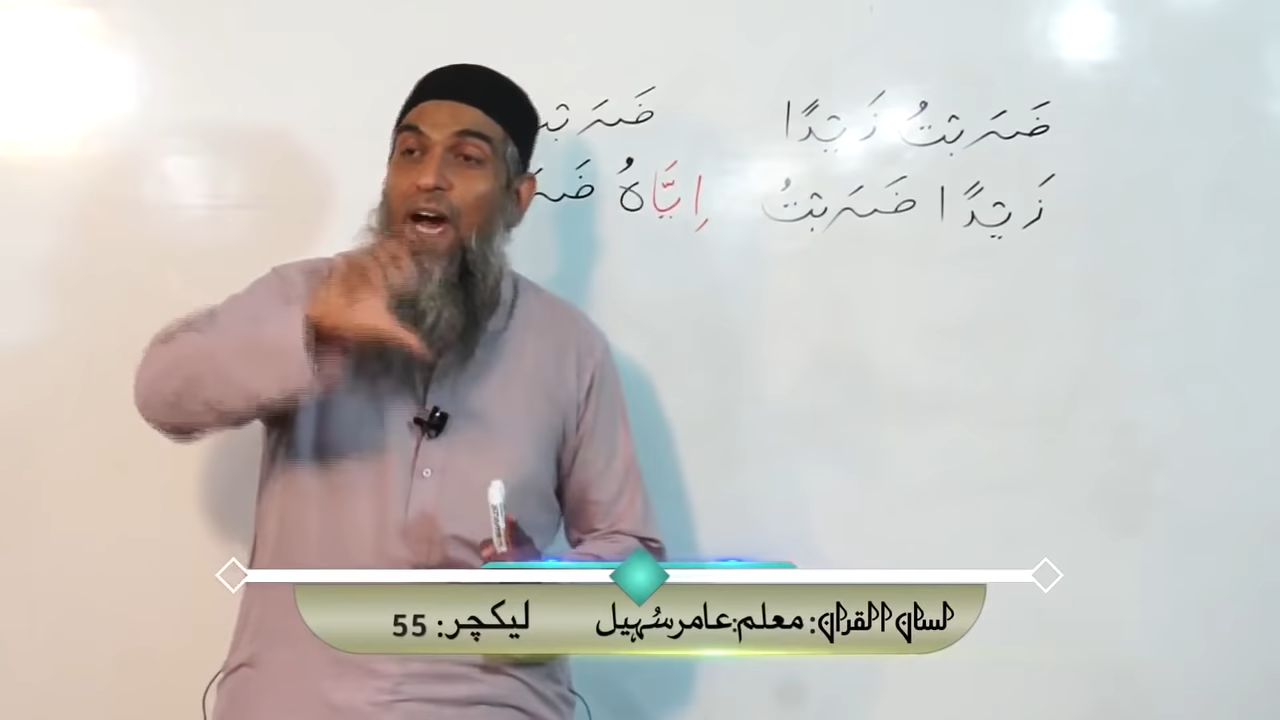 ضَرَبْتُ زَيْدًا
ضَرَبْ
زَيْدًا ضَرَبْتُ
اِيَّاهُ ضَرَ
لسان القرآن: معلم: عامر سُہیل
لیکچر: 55